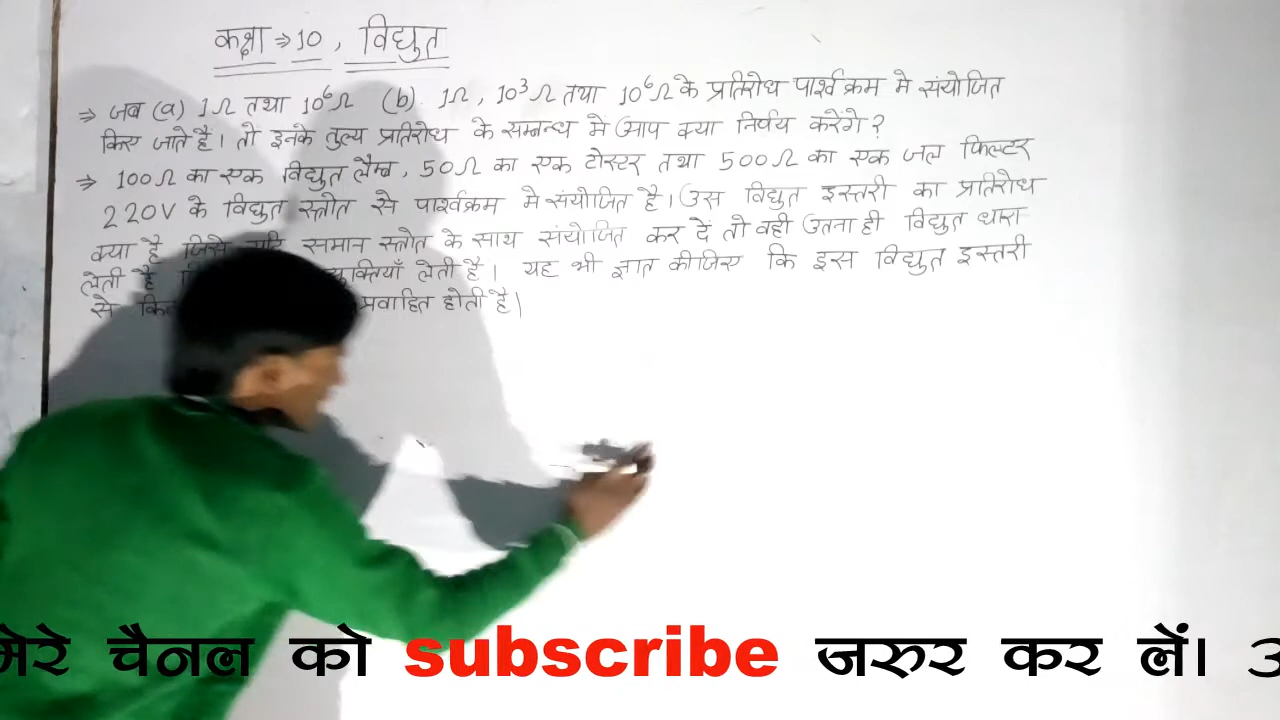 कक्षा ⇒ 10 , विद्युत
⇒ जब (a) 1Ω तथा 10⁶Ω (b). 1Ω , 10³Ω तथा 10⁶Ω के प्रतिरोध पार्श्वक्रम मे संयोजित
किए जाते है। तो इनके तुल्य प्रतिरोध के सम्बन्ध मे आप क्या निर्णय करेंगे ?
⇒ 100Ω का एक विद्युत लैम्ब , 50Ω का एक टोस्टर तथा 500Ω का एक जल फिल्टर
220V के विद्युत स्त्रोत से पार्श्वक्रम मे संयोजित है। उस विद्युत इस्तरी का प्रतिरोध
क्या है जिसे यदि समान स्त्रोत के साथ संयोजित कर दें तो वही उतना ही विद्युत धारा
लेती है युक्तियाँ लेती है। यह भी ज्ञात कीजिए कि इस विद्युत इस्तरी
से प्रवाहित होती है।
मेरे चैनल को subscribe जरुर कर लें।